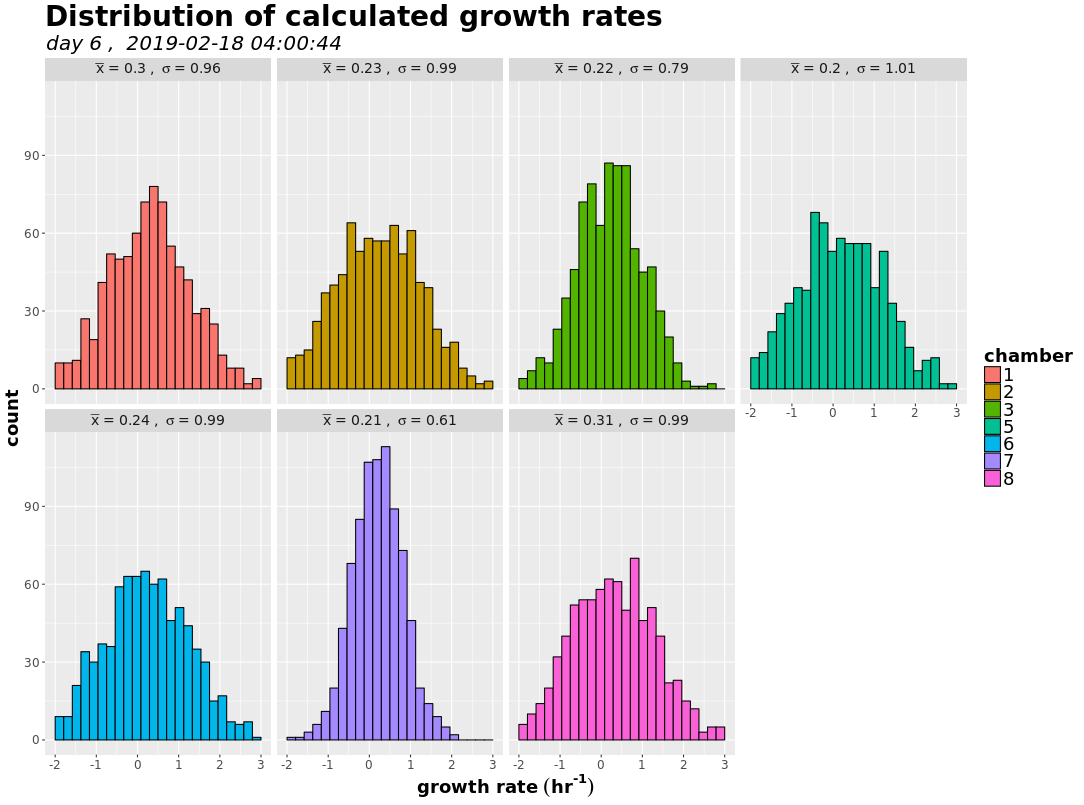 Distribution of calculated growth rates
day 6 ,  2019-02-18 04:00:44
x̅ = 0.3 ,  σ = 0.96
x̅ = 0.23 ,  σ = 0.99
x̅ = 0.22 ,  σ = 0.79
x̅ = 0.2 ,  σ = 1.01
90
60
30
0
-2 -1 0 1 2 3
x̅ = 0.24 ,  σ = 0.99
x̅ = 0.21 ,  σ = 0.61
x̅ = 0.31 ,  σ = 0.99
90
60
30
0
-2 -1 0 1 2 3
-2 -1 0 1 2 3
-2 -1 0 1 2 3
count
growth rate (hr⁻¹)
chamber
1
2
3
5
6
7
8